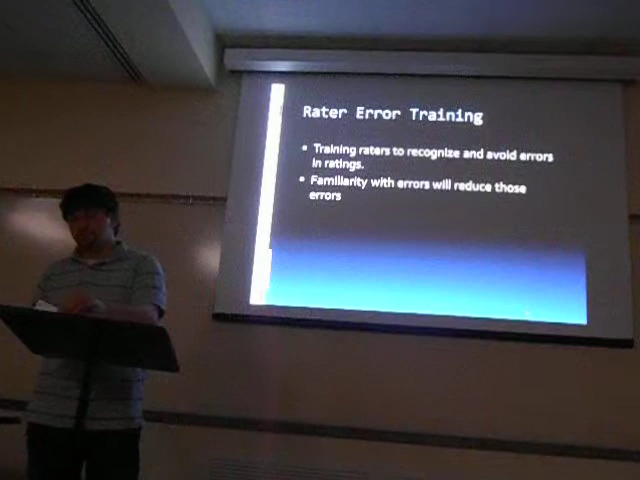 Rater Error Training
• Training raters to recognize and avoid errors
in ratings.
• Familiarity with errors will reduce those
errors